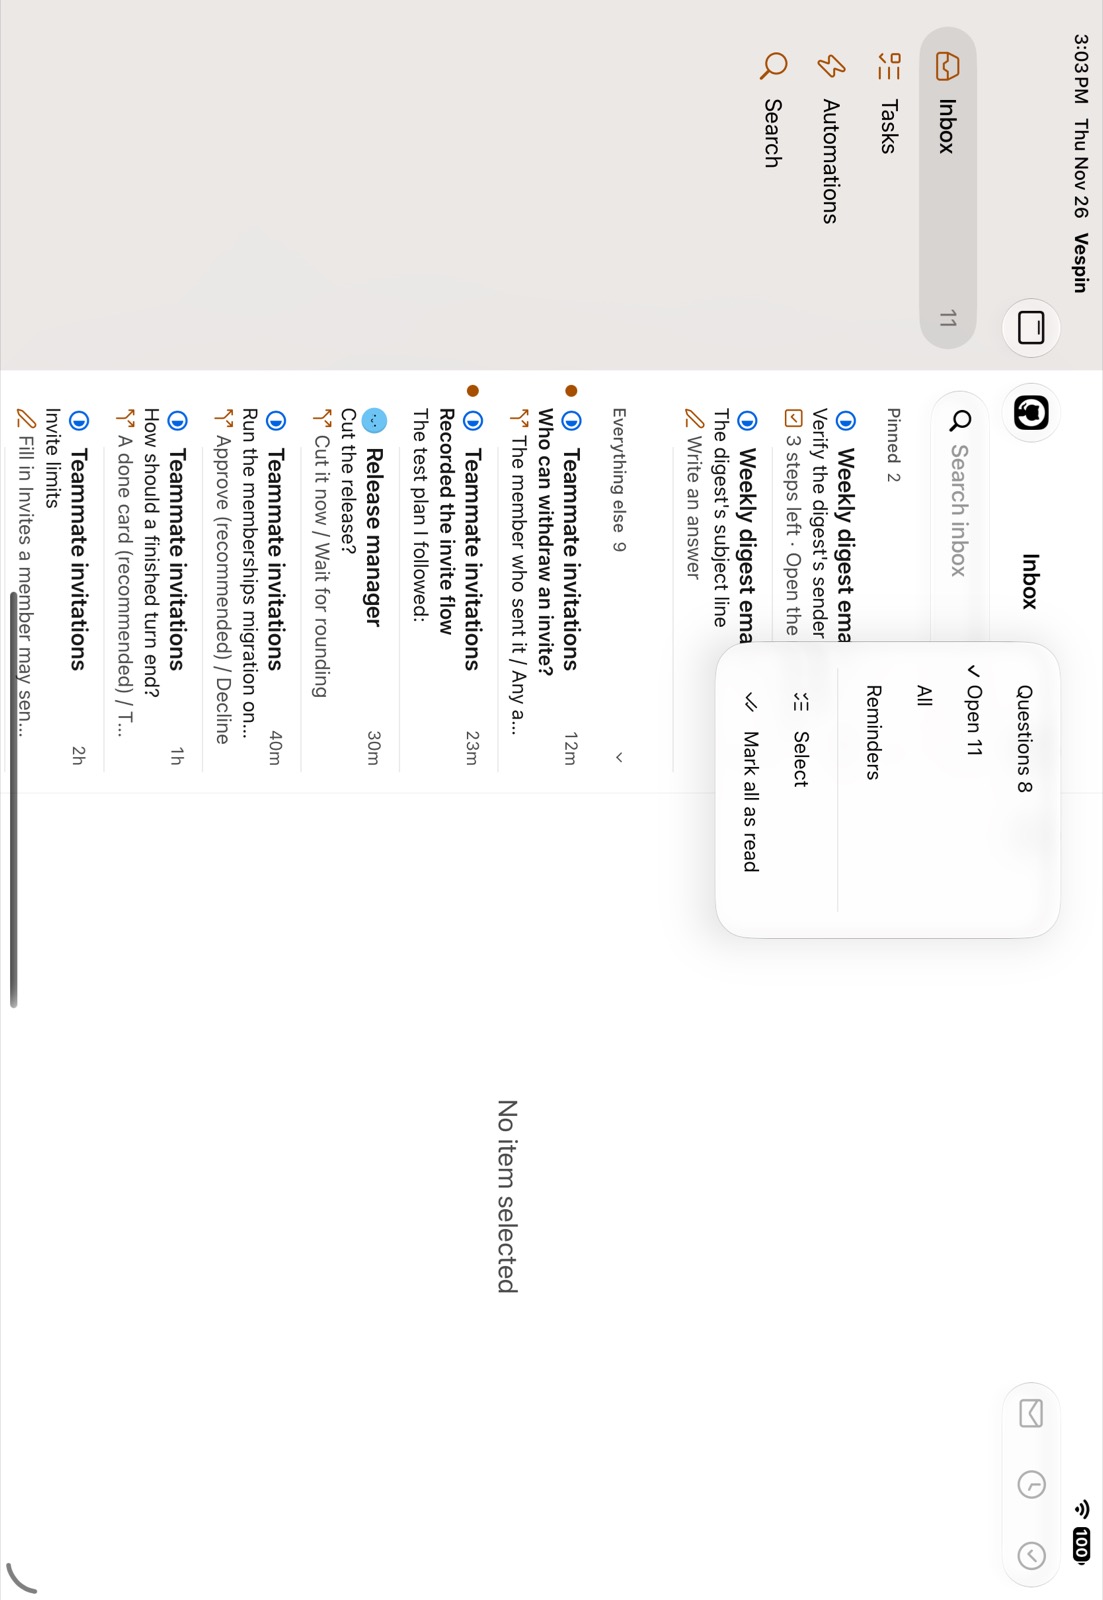 3:03 PM Thu Nov 26 Vespin
100
Inbox 11
Tasks
Automations
Search
Inbox
Search inbox
Questions 8
Open 11
All
Reminders
Select
Mark all as read
Pinned 2
Weekly digest ema
Verify the digest's sender
3 steps left · Open the
Weekly digest ema
The digest's subject line
Write an answer
Everything else 9
Teammate invitations 12m
Who can withdraw an invite?
The member who sent it / Any a...
Teammate invitations 23m
Recorded the invite flow
The test plan I followed:
Release manager 30m
Cut the release?
Cut it now / Wait for rounding
Teammate invitations 40m
Run the memberships migration on...
Approve (recommended) / Decline
Teammate invitations 1h
How should a finished turn end?
A done card (recommended) / T...
Teammate invitations 2h
Invite limits
Fill in Invites a member may sen...
No item selected